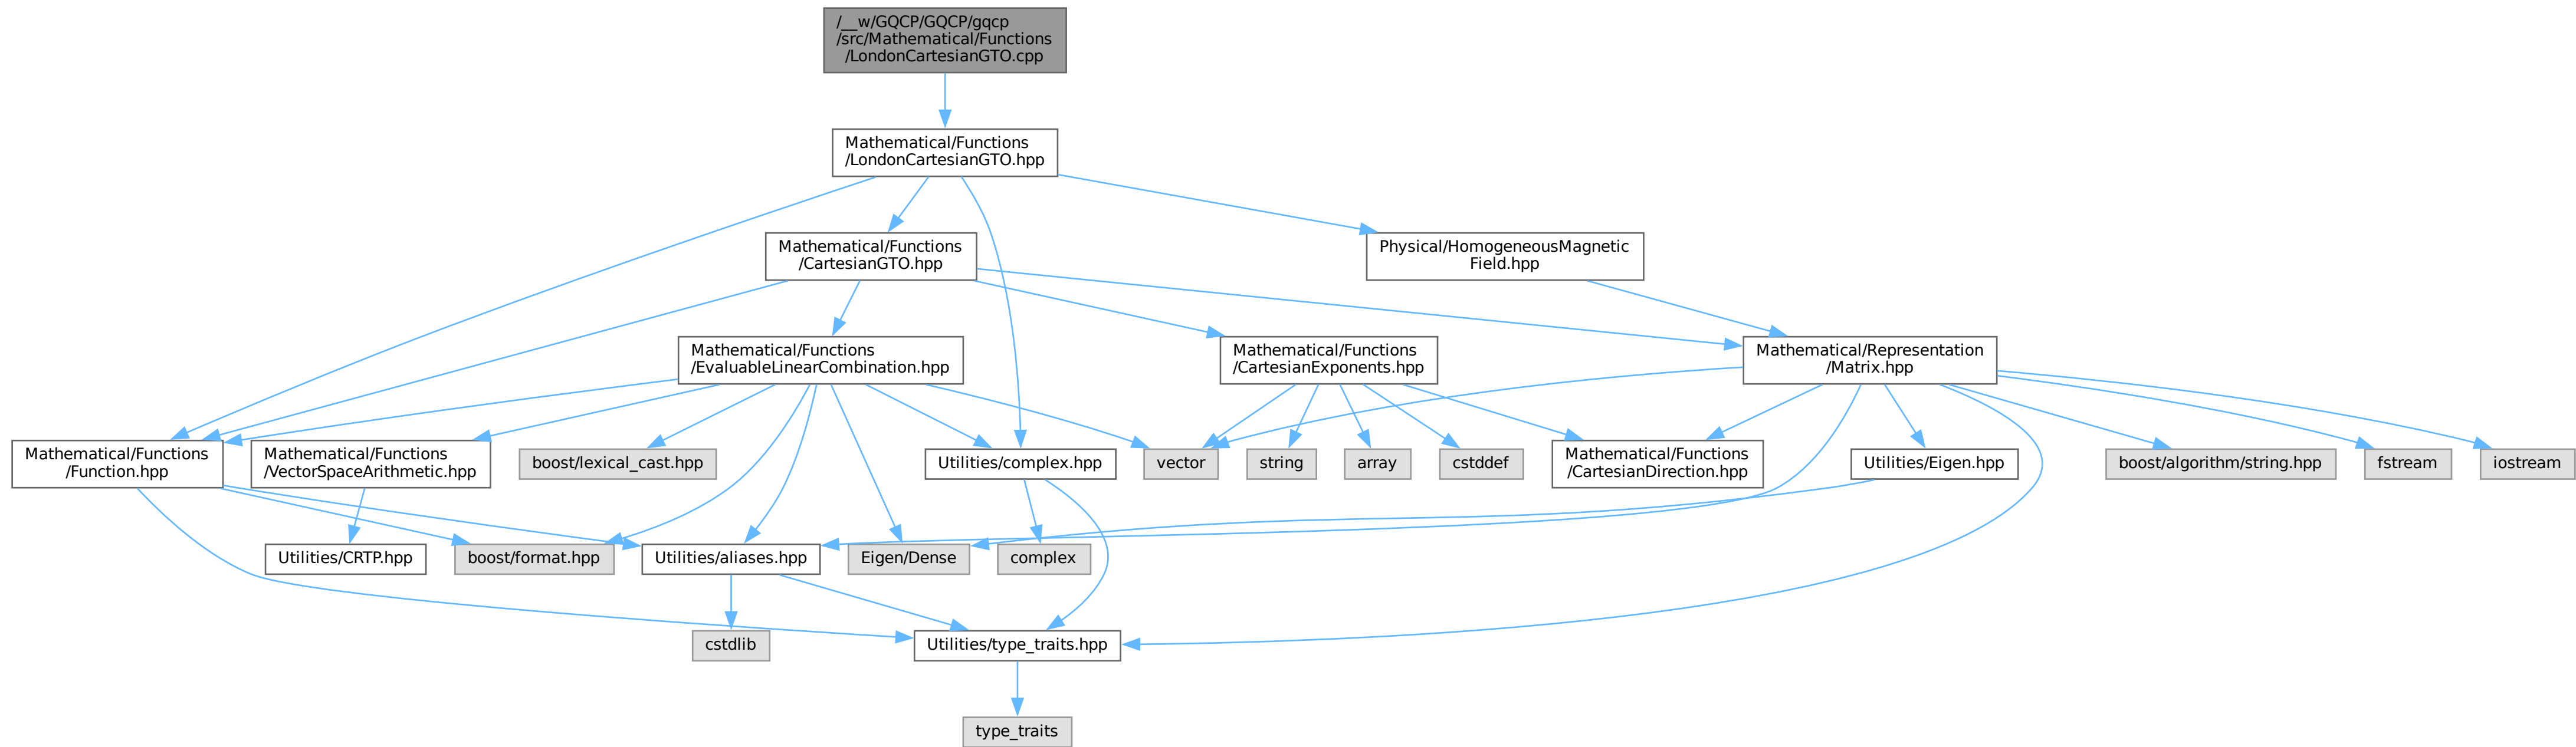 /__w/GQCP/GQCP/gqcp
/src/Mathematical/Functions
/LondonCartesianGTO.cpp
Mathematical/Functions
/LondonCartesianGTO.hpp
Mathematical/Functions
/CartesianGTO.hpp
Physical/HomogeneousMagnetic
Field.hpp
Mathematical/Functions
/EvaluableLinearCombination.hpp
Mathematical/Functions
/CartesianExponents.hpp
Mathematical/Representation
/Matrix.hpp
Mathematical/Functions
/Function.hpp
Mathematical/Functions
/VectorSpaceArithmetic.hpp
boost/lexical_cast.hpp
Utilities/complex.hpp
vector
string
array
cstddef
Mathematical/Functions
/CartesianDirection.hpp
Utilities/Eigen.hpp
boost/algorithm/string.hpp
fstream
iostream
Utilities/CRTP.hpp
boost/format.hpp
Utilities/aliases.hpp
Eigen/Dense
complex
cstdlib
Utilities/type_traits.hpp
type_traits